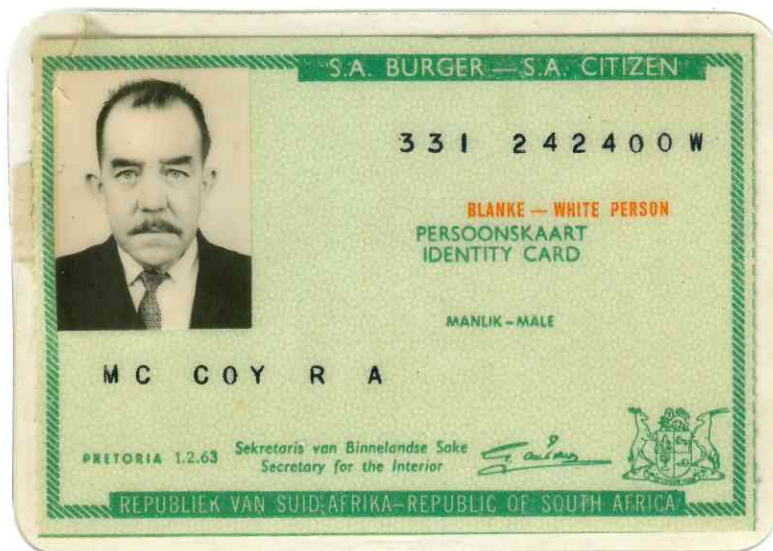 S.A. BURGER — S.A. CITIZEN
331 242400W
BLANKE — WHITE PERSON
PERSOONSKAART
IDENTITY CARD
MANLIK – MALE
MC COY R A
PRETORIA 1.2.63
Sekretaris van Binnelandse Sake
Secretary for the Interior
REPUBLIEK VAN SUID-AFRIKA–REPUBLIC OF SOUTH AFRICA